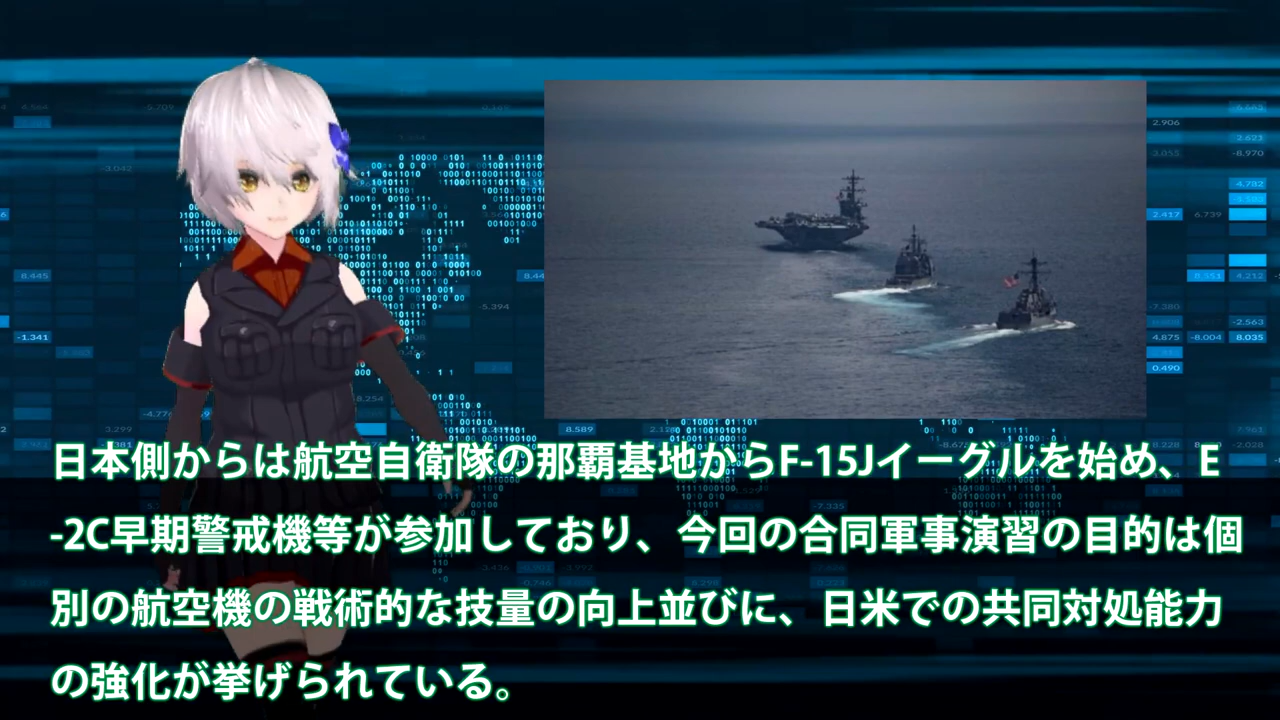 日本側からは航空自衛隊の那覇基地からF-15Jイーグルを始め、E
-2C早期警戒機等が参加しており、今回の合同軍事演習の目的は個
別の航空機の戦術的な技量の向上並びに、日米での共同対処能力
の強化が挙げられている。